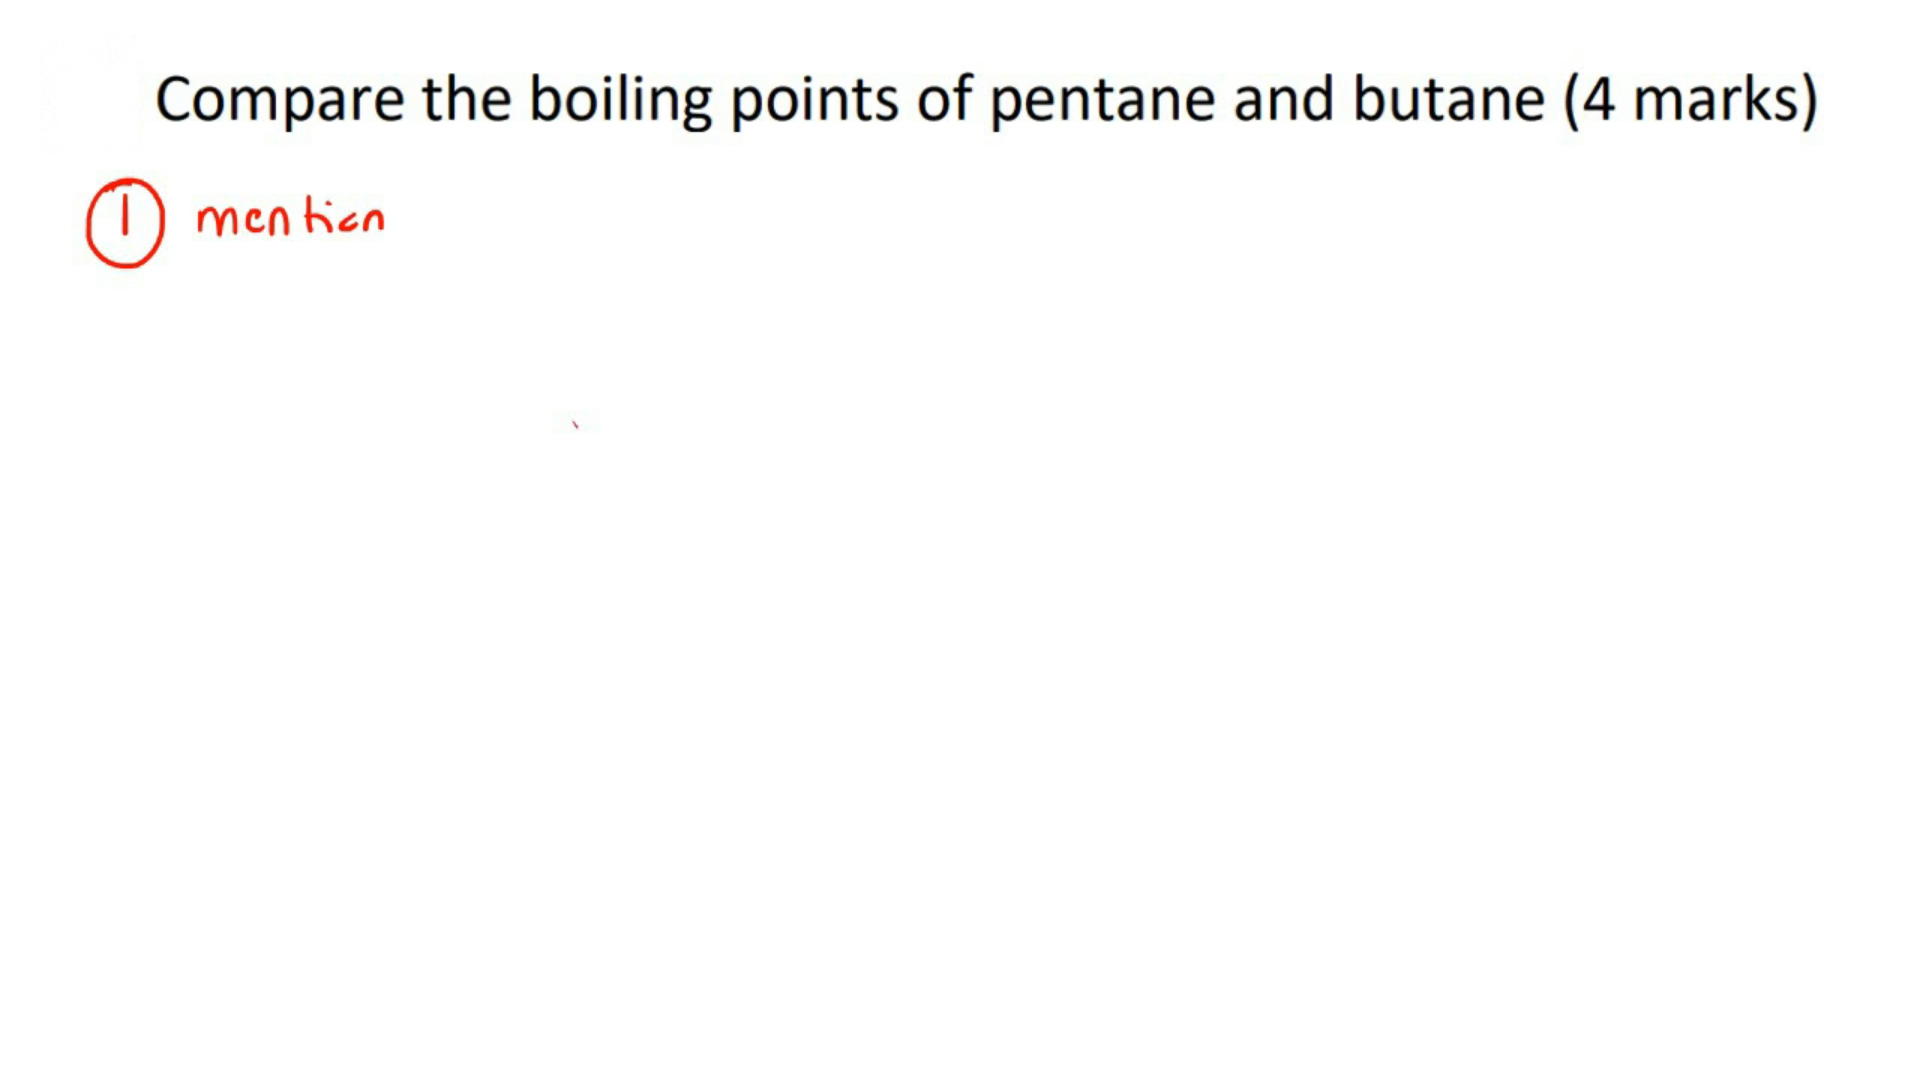 Compare the boiling points of pentane and butane (4 marks)
1 mention